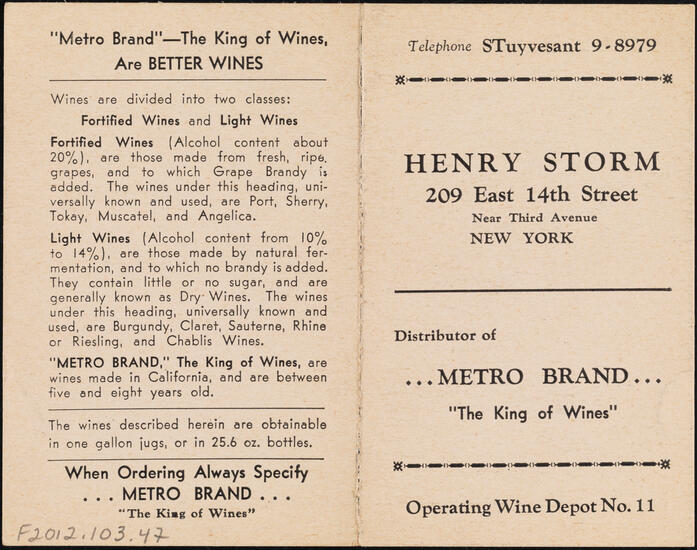 "Metro Brand"—The King of Wines,
Are BETTER WINES
Wines are divided into two classes:
Fortified Wines and Light Wines
Fortified Wines (Alcohol content about
20%), are those made from fresh, ripe,
grapes, and to which Grape Brandy is
added. The wines under this heading, uni-
versally known and used, are Port, Sherry,
Tokay, Muscatel, and Angelica.
Light Wines (Alcohol content from 10%
to 14%), are those made by natural fer-
mentation, and to which no brandy is added.
They contain little or no sugar, and are
generally known as Dry Wines. The wines
under this heading, universally known and
used, are Burgundy, Claret, Sauterne, Rhine
or Riesling, and Chablis Wines.
"METRO BRAND," The King of Wines, are
wines made in California, and are between
five and eight years old.
The wines described herein are obtainable
in one gallon jugs, or in 25.6 oz. bottles.
When Ordering Always Specify
... METRO BRAND ...
"The King of Wines"
F2012.103.47
Telephone STuyvesant 9-8979
HENRY STORM
209 East 14th Street
Near Third Avenue
NEW YORK
Distributor of
...METRO BRAND...
"The King of Wines"
Operating Wine Depot No. 11